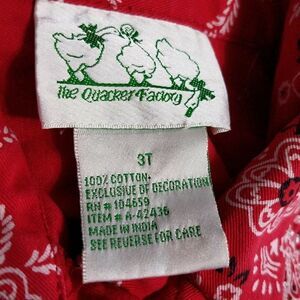 The Quacker Factory
3T
100% COTTON.
EXCLUSIVE OF DECORATION
RN # 104659
ITEM # A-42436
MADE IN INDIA
SEE REVERSE FOR CARE